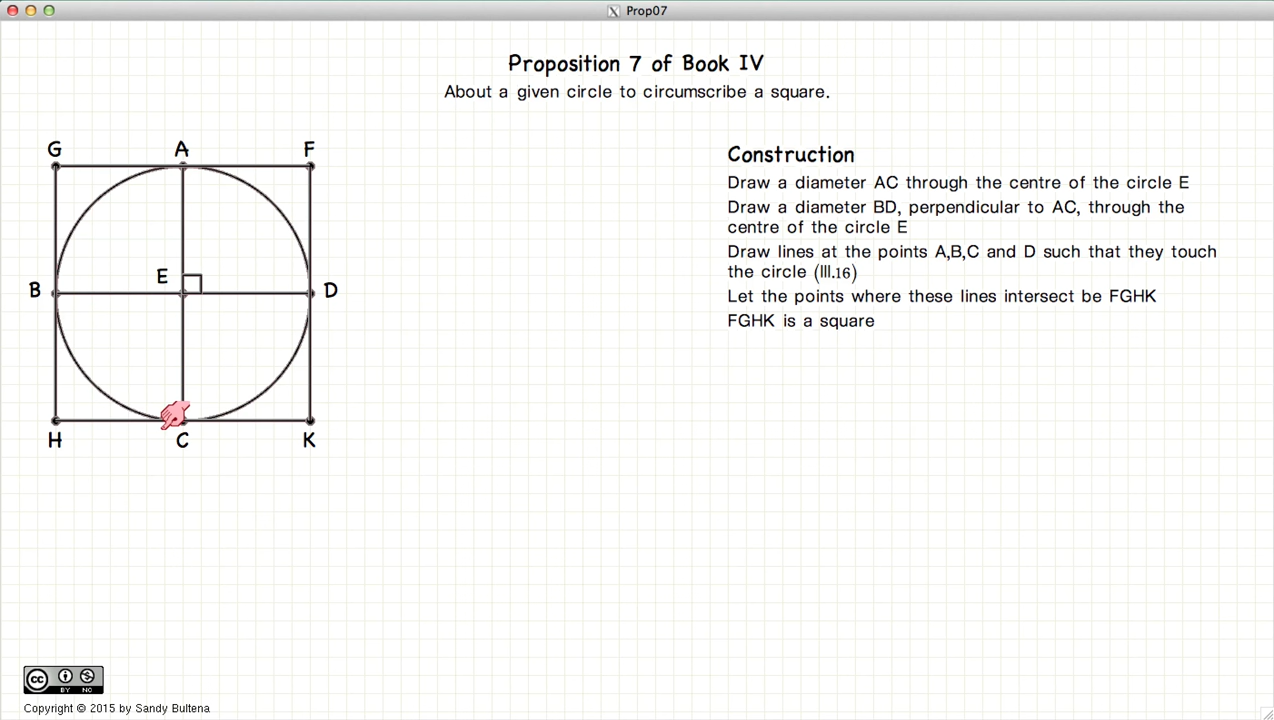 Prop07
Proposition 7 of Book IV
About a given circle to circumscribe a square.
G
A
F
Construction
Draw a diameter AC through the centre of the circle E
Draw a diameter BD, perpendicular to AC, through the
centre of the circle E
Draw lines at the points A,B,C and D such that they touch
the circle (III.16)
Let the points where these lines intersect be FGHK
FGHK is a square
E
B
D
H
C
K
cc
BY NC
Copyright © 2015 by Sandy Bultena